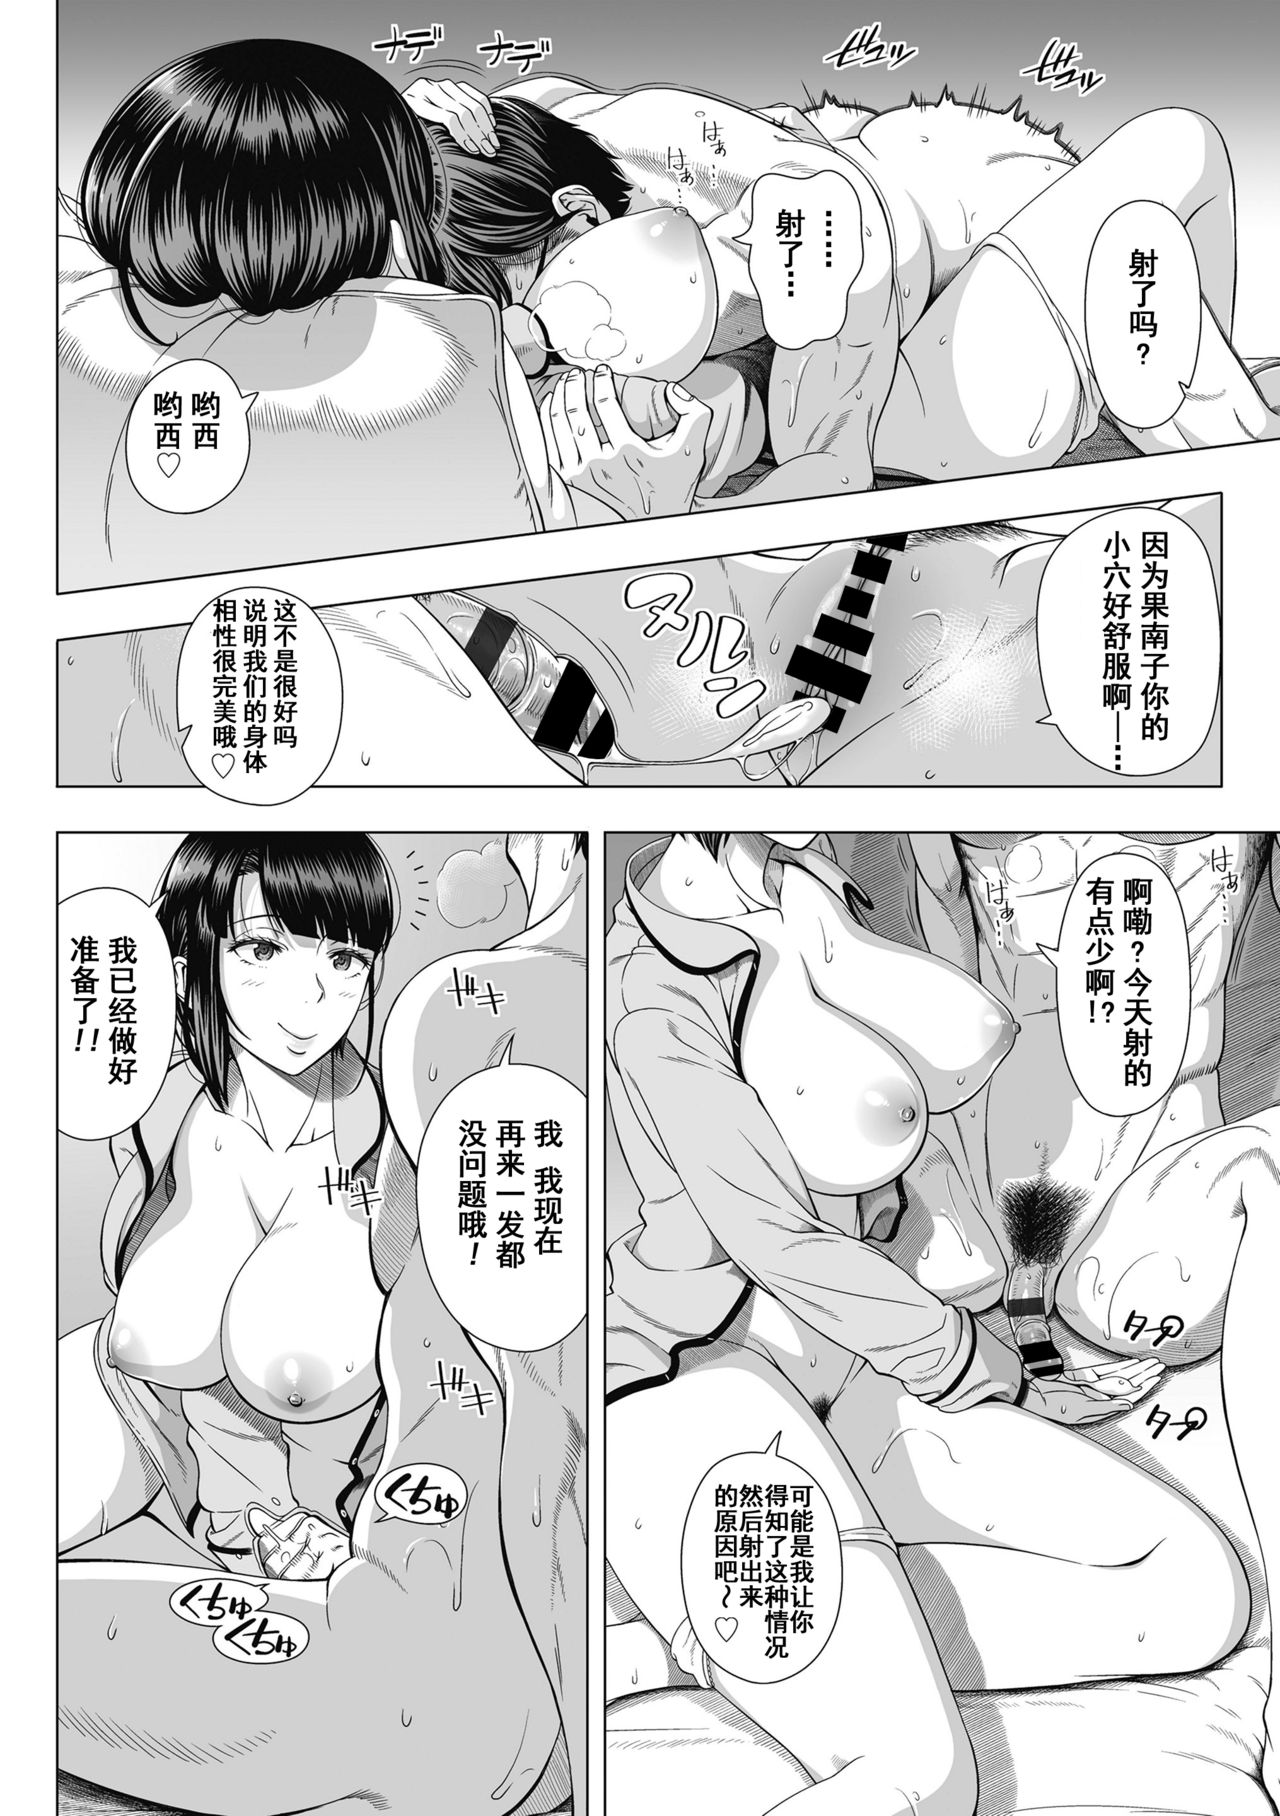 射了吗?
……
射了…
哟西
哟西♡
ナデ
ナデ
ビュッ
ビュッ
はぁ…
はぁ…
因为果南子你的
小穴好舒服啊——…
这不是很好吗
说明我们的身体
相性很完美哦♡
ヌルン
啊嘞?今天射的
有点少啊!?
はぁ…
はぁ…
タプ
タプ
可能是我让你
得知了这种情况
然后射出来
的原因吧~♡
我 我现在
再来一发都
没问题哦!
我已经做好
准备了!!
ドキ
ドキ
くちゅ
くちゅ
くちゅ